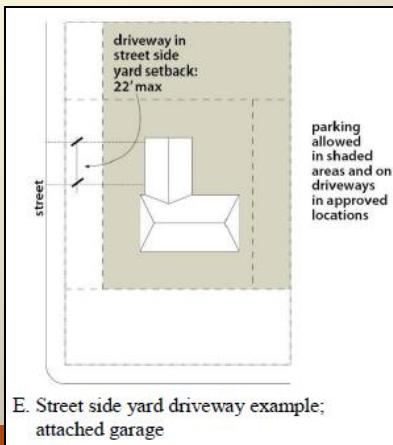 driveway in
street side
yard setback:
22' max
street
parking
allowed
in shaded
areas and on
driveways
in approved
locations
E. Street side yard driveway example;
attached garage